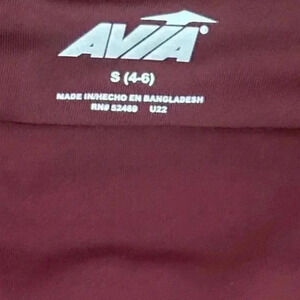 AVIA®
S (4-6)
MADE IN/HECHO EN BANGLADESH
RN# 52469 U22